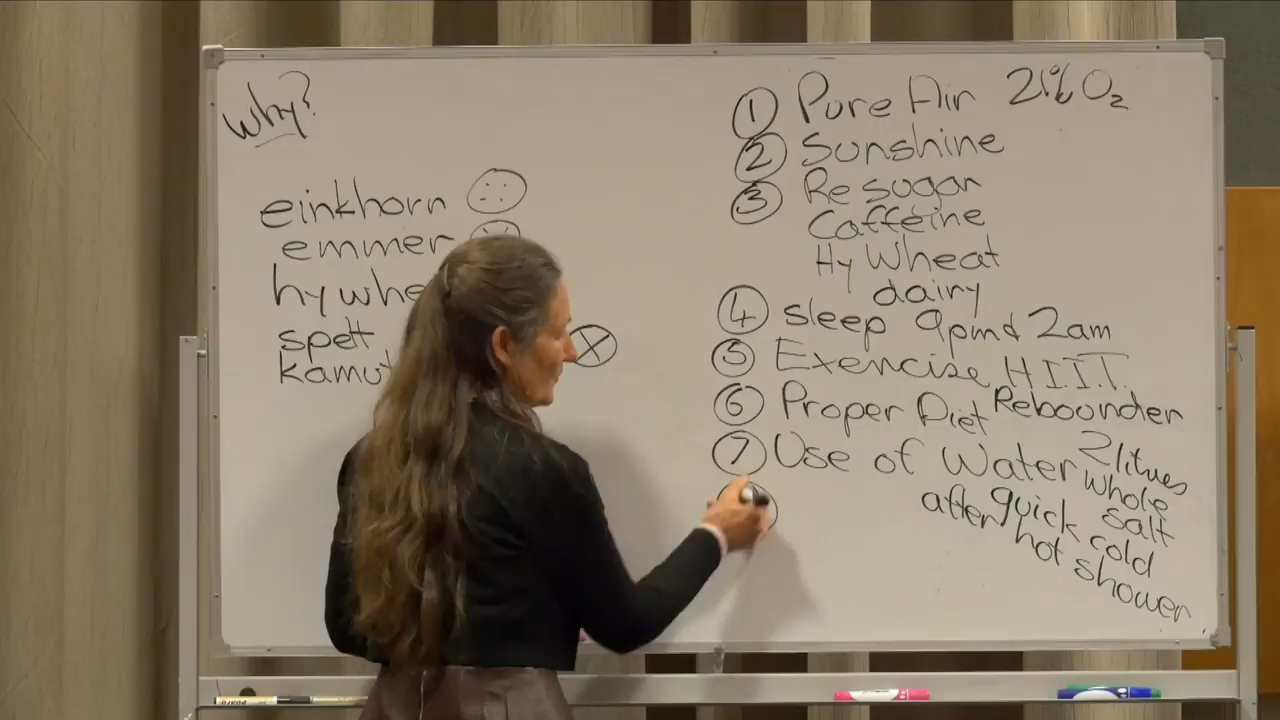 why?
einkhorn
emmer
hy whe
spelt
kamut
① Pure Air 21% O₂
② Sunshine
③ Re sugar
Caffeine
Hy Wheat
dairy
④ sleep 9pm & 2am
⑤ Exercise H.I.I.T.
Rebounder
⑥ Proper Diet
⑦ Use of Water 2 litres
whole
salt
quick cold
after hot shower